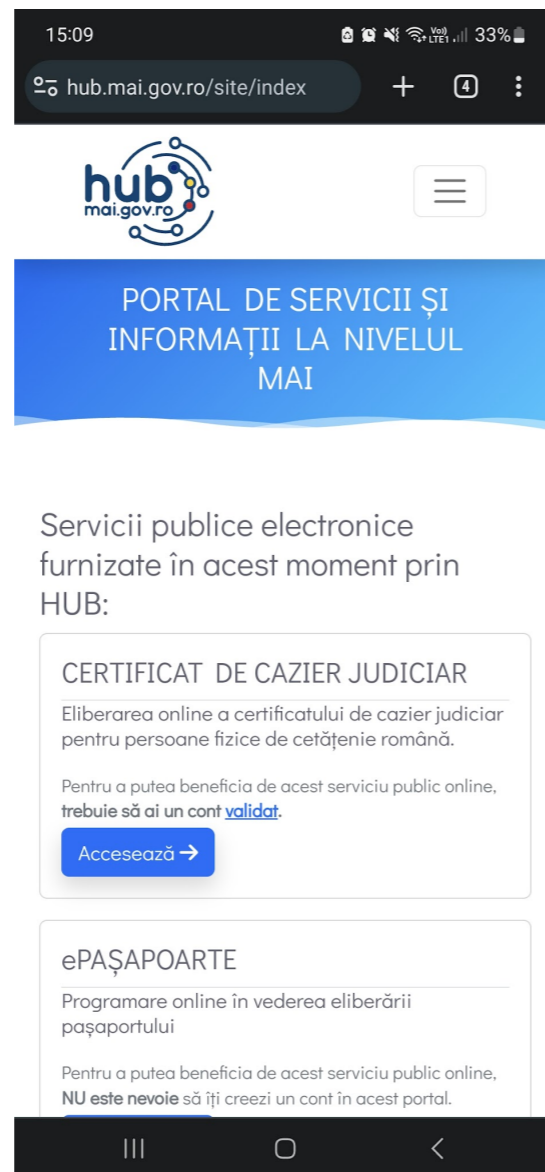 15:09
Vo)) LTE1 33%
hub.mai.gov.ro/site/index
4
hub
mai.gov.ro
PORTAL DE SERVICII ȘI
INFORMAȚII LA NIVELUL
MAI
Servicii publice electronice
furnizate în acest moment prin
HUB:
CERTIFICAT DE CAZIER JUDICIAR
Eliberarea online a certificatului de cazier judiciar
pentru persoane fizice de cetățenie română.
Pentru a putea beneficia de acest serviciu public online,
trebuie să ai un cont validat.
Accesează →
ePAȘAPOARTE
Programare online în vederea eliberării
pașaportului
Pentru a putea beneficia de acest serviciu public online,
NU este nevoie să îți creezi un cont în acest portal.